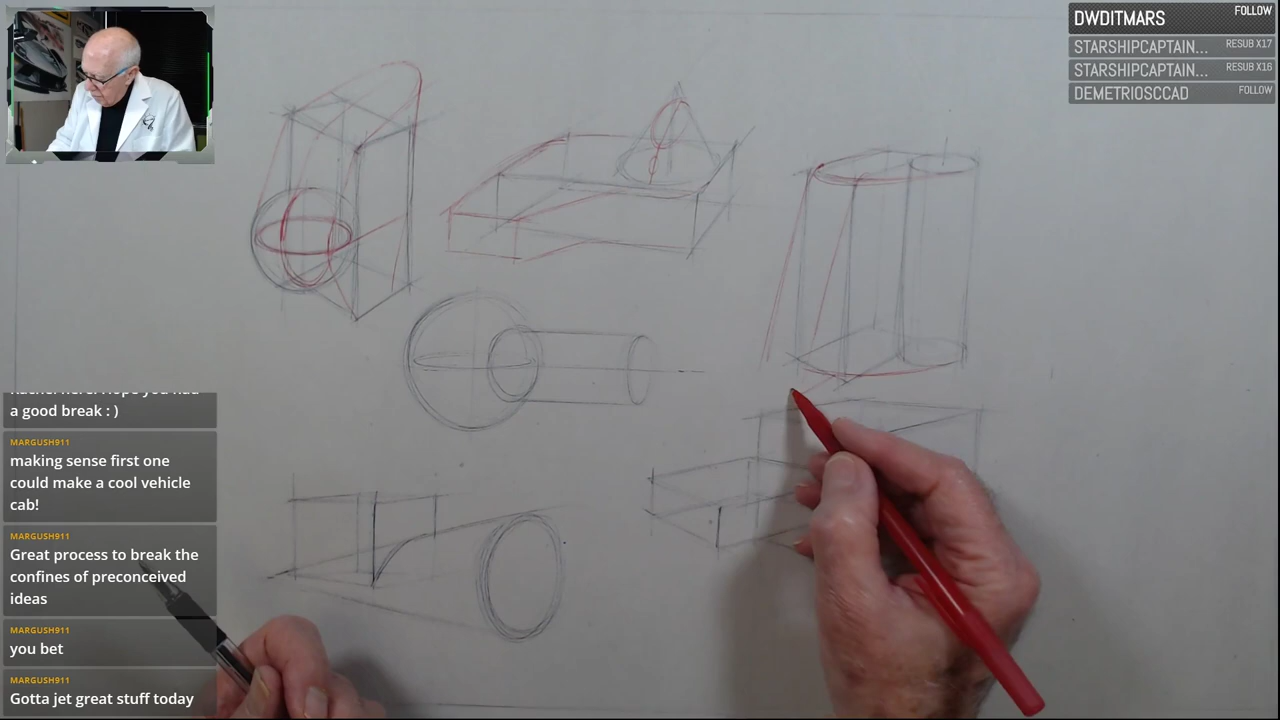 DWDITMARS
FOLLOW
STARSHIPCAPTAIN...
RESUB X17
STARSHIPCAPTAIN...
RESUB X16
DEMETRIOSCCAD
FOLLOW
a good break : )
MARGUSH911
making sense first one
could make a cool vehicle
cab!
MARGUSH911
Great process to break the
confines of preconceived
ideas
MARGUSH911
you bet
MARGUSH911
Gotta jet great stuff today